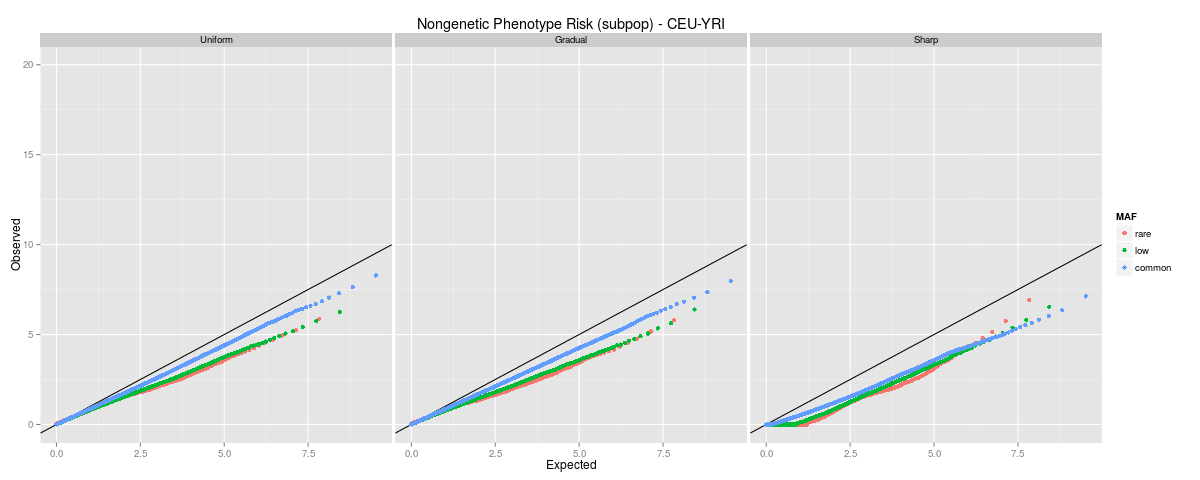 Nongenetic Phenotype Risk (subpop) - CEU-YRI
Uniform Gradual Sharp
20
15
10
5
0
Observed
0.0 2.5 5.0 7.5 0.0 2.5 5.0 7.5 0.0 2.5 5.0 7.5
Expected
MAF
rare
low
common